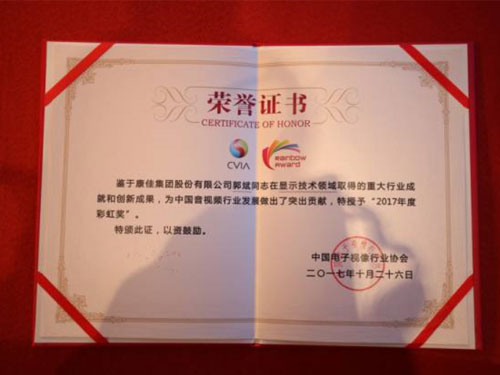 荣誉证书
CERTIFICATE OF HONOR
CVIA
Rainbow
Award
鉴于康佳集团股份有限公司郭斌同志在显示技术领域取得的重大行业成
就和创新成果，为中国音视频行业发展做出了突出贡献，特授予“2017年度
彩虹奖”。
特颁此证，以资鼓励。
中国电子视像行业协会
二〇一七年十月二十六日